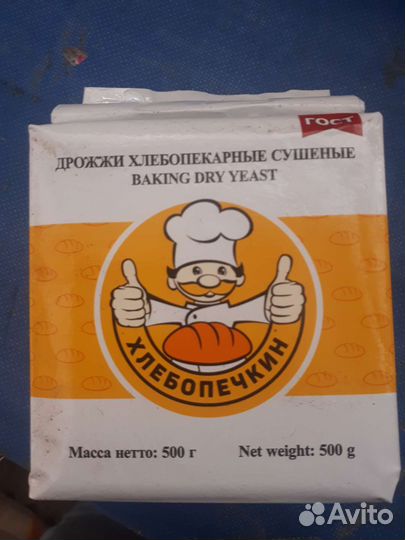 ГОСТ
ДРОЖЖИ ХЛЕБОПЕКАРНЫЕ СУШЕНЫЕ
BAKING DRY YEAST
ХЛЕБОПЕЧКИН
Масса нетто: 500 г Net weight: 500 g
Avito